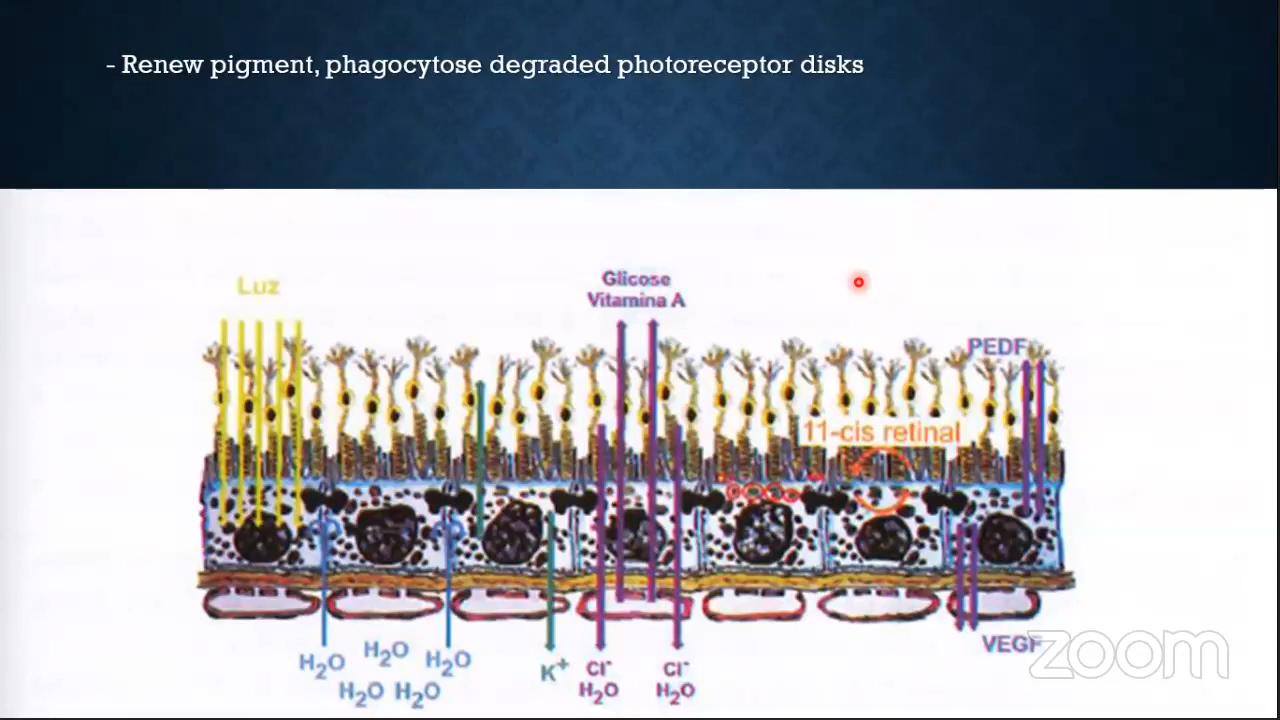 - Renew pigment, phagocytose degraded photoreceptor disks
Luz
Glicose
Vitamina A
PEDF
11-cis retinal
H₂O H₂O H₂O
H₂O H₂O
K⁺
Cl⁻
H₂O
Cl⁻
H₂O
VEGF
zoom